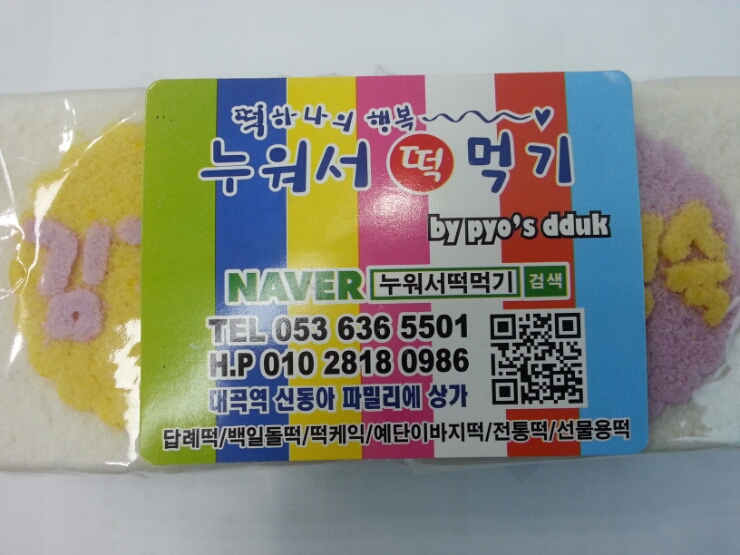 떡하나의 행복
누워서 떡 먹기
by pyo's dduk
NAVER 누워서떡먹기 검색
TEL 053 636 5501
H.P 010 2818 0986
대곡역 신동아 파밀리에 상가
답례떡/백일돌떡/떡케익/예단이바지떡/전통떡/선물용떡